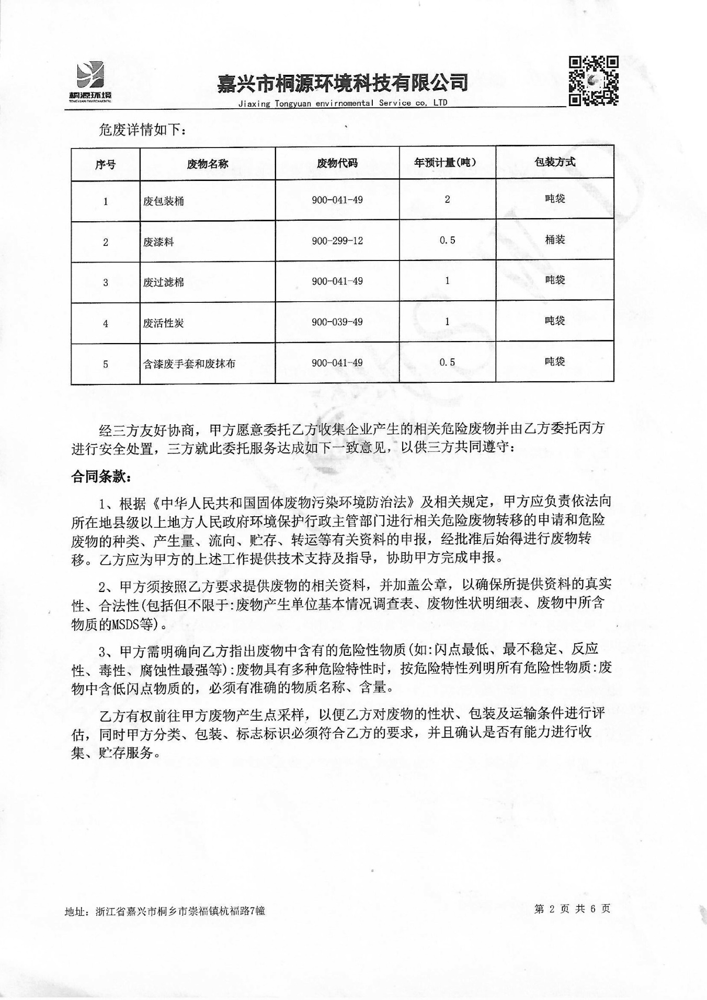 桐源环境
TONGYUAN ENVIRONMENTAL
嘉兴市桐源环境科技有限公司
Jiaxing Tongyuan envirnomental Service co, LTD
危废详情如下：
序号 废物名称 废物代码 年预计量(吨) 包装方式
1 废包装桶 900-041-49 2 吨袋
2 废漆料 900-299-12 0.5 桶装
3 废过滤棉 900-041-49 1 吨袋
4 废活性炭 900-039-49 1 吨袋
5 含漆废手套和废抹布 900-041-49 0.5 吨袋
经三方友好协商，甲方愿意委托乙方收集企业产生的相关危险废物并由乙方委托丙方
进行安全处置，三方就此委托服务达成如下一致意见，以供三方共同遵守：
合同条款：
1、根据《中华人民共和国固体废物污染环境防治法》及相关规定，甲方应负责依法向
所在地县级以上地方人民政府环境保护行政主管部门进行相关危险废物转移的申请和危险
废物的种类、产生量、流向、贮存、转运等有关资料的申报，经批准后始得进行废物转
移。乙方应为甲方的上述工作提供技术支持及指导，协助甲方完成申报。
2、甲方须按照乙方要求提供废物的相关资料，并加盖公章，以确保所提供资料的真实
性、合法性(包括但不限于:废物产生单位基本情况调查表、废物性状明细表、废物中所含
物质的MSDS等)。
3、甲方需明确向乙方指出废物中含有的危险性物质(如:闪点最低、最不稳定、反应
性、毒性、腐蚀性最强等):废物具有多种危险特性时，按危险特性列明所有危险性物质:废
物中含低闪点物质的，必须有准确的物质名称、含量。
乙方有权前往甲方废物产生点采样，以便乙方对废物的性状、包装及运输条件进行评
估，同时甲方分类、包装、标志标识必须符合乙方的要求，并且确认是否有能力进行收
集、贮存服务。
地址：浙江省嘉兴市桐乡市崇福镇杭福路7幢
第 2 页 共 6 页